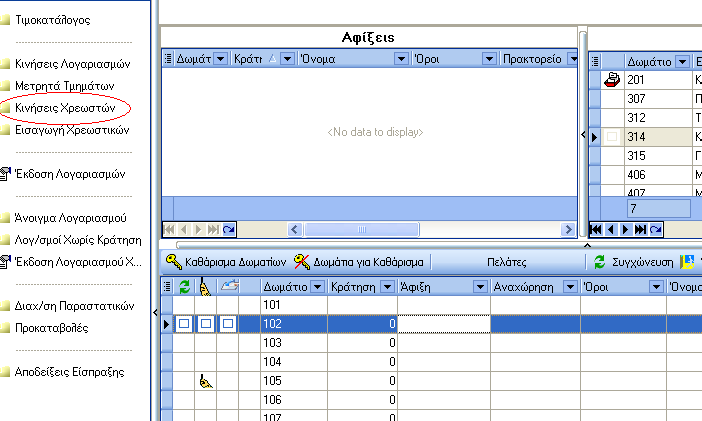 Τιμοκατάλογος
Κινήσεις Λογαριασμών
Μετρητά Τμημάτων
Κινήσεις Χρεωστών
Εισαγωγή Χρεωστικών
Έκδοση Λογαριασμών
Άνοιγμα Λογαριασμού
Λογ/σμοί Χωρίς Κράτηση
Έκδοση Λογαριασμού Χ...
Διαχ/ση Παραστατικών
Προκαταβολές
Αποδείξεις Είσπραξης
Αφίξεις
Δωμάτ Κράτη Όνομα Όροι Πρακτορείο
<No data to display>
Δωμάτιο
201
307
312
314
315
406
407
7
Καθάρισμα Δωματίων Δωμάτια για Καθάρισμα Πελάτες Συγχώνευση
Δωμάτιο Κράτηση Άφιξη Αναχώρηση Όροι Όνομα
101
102 0
103 0
104 0
105 0
106 0
107 0